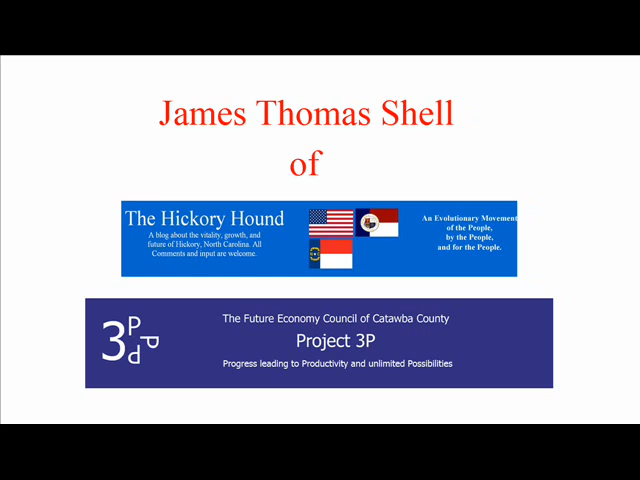 James Thomas Shell
of
The Hickory Hound
A blog about the vitality, growth, and
future of Hickory, North Carolina. All
Comments and input are welcome.
An Evolutionary Movement
of the People,
by the People,
and for the People.
3P
P
P
The Future Economy Council of Catawba County
Project 3P
Progress leading to Productivity and unlimited Possibilities